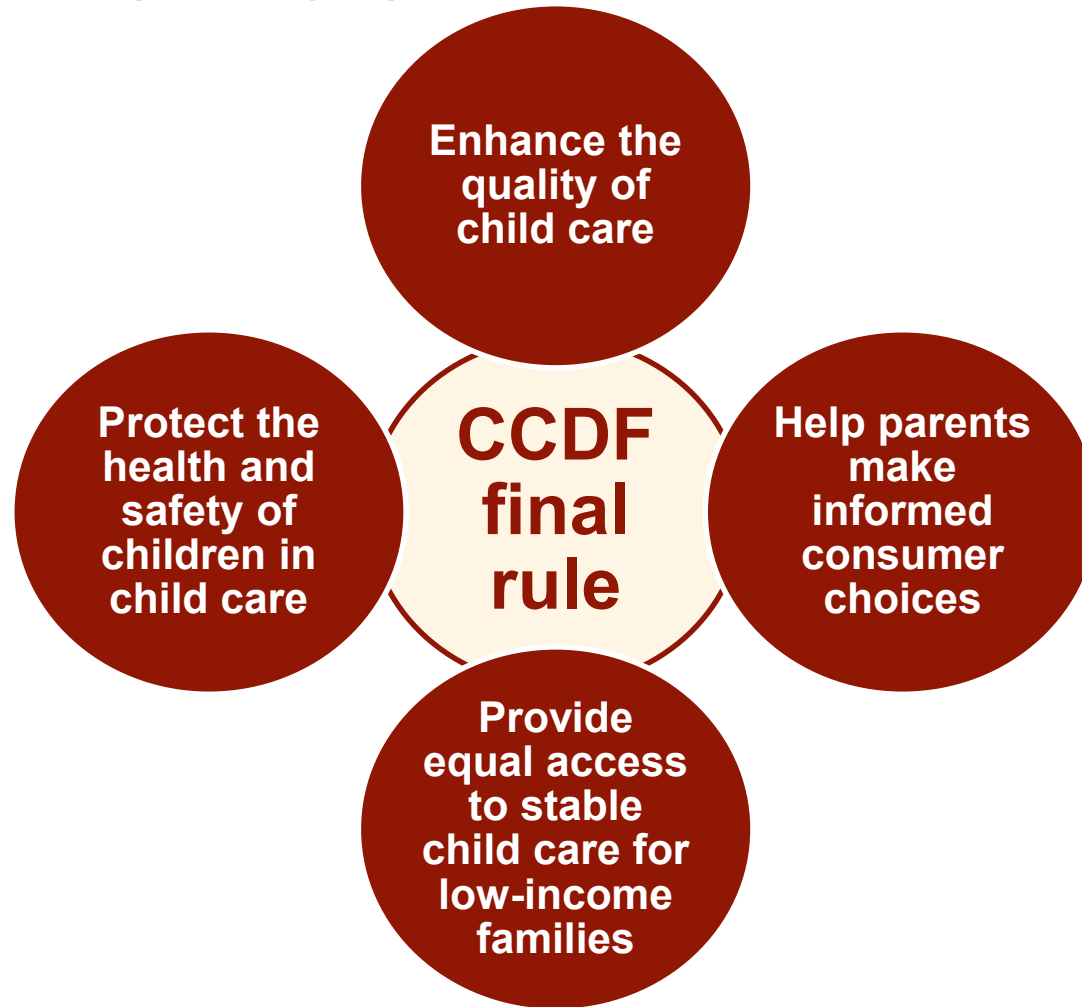 Enhance the
quality of
child care
Protect the
health and
safety of
children in
child care
CCDF
final
rule
Help parents
make
informed
consumer
choices
Provide
equal access
to stable
child care for
low-income
families